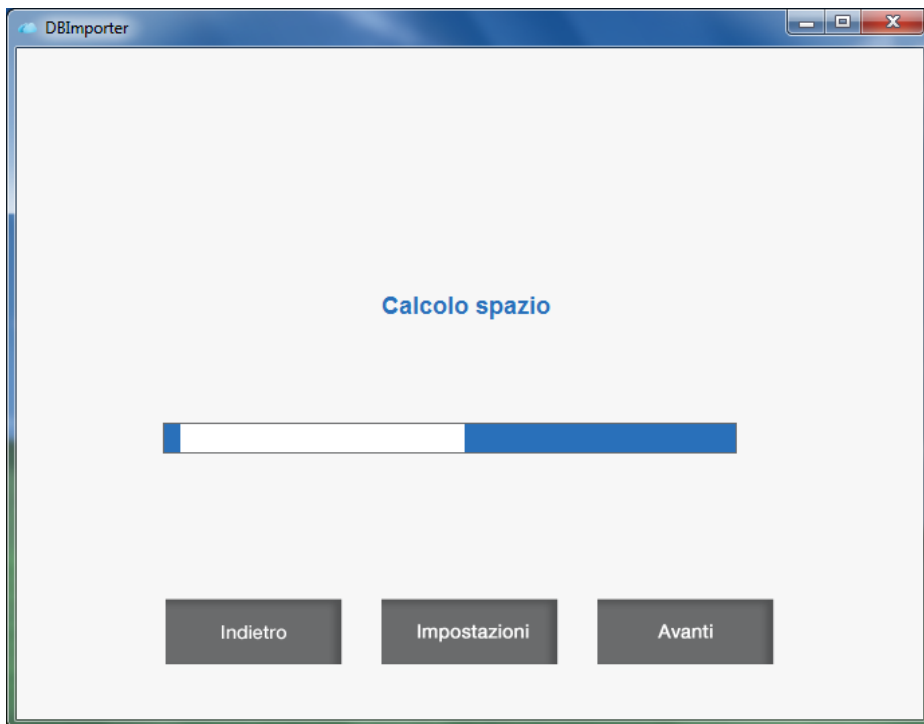 DBImporter
Calcolo spazio
Indietro
Impostazioni
Avanti